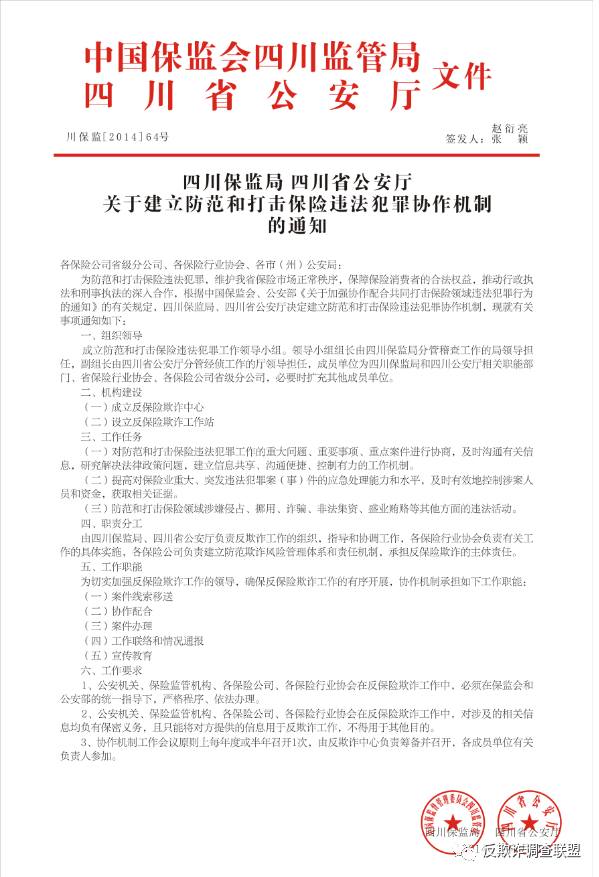 中国保监会四川监管局
四川省公安厅
文件
川保监[2014]64号
赵衍亮
签发人：张 颖
四川保监局 四川省公安厅
关于建立防范和打击保险违法犯罪协作机制
的通知
各保险公司省级分公司、各保险行业协会、各市（州）公安局：
为防范和打击保险违法犯罪，维护我省保险市场正常秩序，保障保险消费者的合法权益，推动行政执
法和刑事执法的深入合作，根据中国保监会、公安部《关于加强协作配合共同打击保险领域违法犯罪行为
的通知》的有关规定，四川保监局、四川省公安厅决定建立防范和打击保险违法犯罪协作机制，现就有关
事项通知如下：
一、组织领导
成立防范和打击保险违法犯罪工作领导小组。领导小组组长由四川保监局分管稽查工作的局领导担
任，副组长由四川省公安厅分管经侦工作的厅领导担任，成员单位为四川保监局和四川公安厅相关职能部
门、省保险行业协会、各保险公司省级分公司，必要时扩充其他成员单位。
二、机构建设
（一）成立反保险欺诈中心
（二）设立反保险欺诈工作站
三、工作任务
（一）对防范和打击保险违法犯罪工作的重大问题、重要事项、重点案件进行协商，及时沟通有关信
息，研究解决法律政策问题，建立信息共享、沟通便捷、控制有力的工作机制。
（二）提高对保险业重大、突发违法犯罪案（事）件的应急处理能力和水平，及时有效地控制涉案人
员和资金，获取相关证据。
（三）防范和打击保险领域涉嫌侵占、挪用、诈骗、非法集资、商业贿赂等其他方面的违法活动。
四、职责分工
由四川保监局、四川省公安厅负责反欺诈工作的组织，指导和协调工作，各保险行业协会负责有关工
作的具体实施，各保险公司负责建立防范欺诈风险管理体系和责任机制，承担反保险欺诈的主体责任。
五、工作职能
为切实加强反保险欺诈工作的领导，确保反保险欺诈工作的有序开展，协作机制承担如下工作职能：
（一）案件线索移送
（二）协作配合
（三）案件办理
（四）工作联络和情况通报
（五）宣传教育
六、工作要求
1、公安机关、保险监管机构、各保险公司、各保险行业协会在反保险欺诈工作中，必须在保监会和
公安部的统一指导下，严格程序、依法办理。
2、公安机关、保险监管机构、各保险公司、各保险行业协会在反保险欺诈工作中，对涉及的相关信
息均负有保密义务，且只能将对方提供的信息用于反欺诈工作，不得用于其他目的。
3、协作机制工作会议原则上每年度或半年召开1次，由反欺诈中心负责筹备并召开，各成员单位有关
负责人参加。
四川保监局 四川省公安厅
反欺诈调查联盟